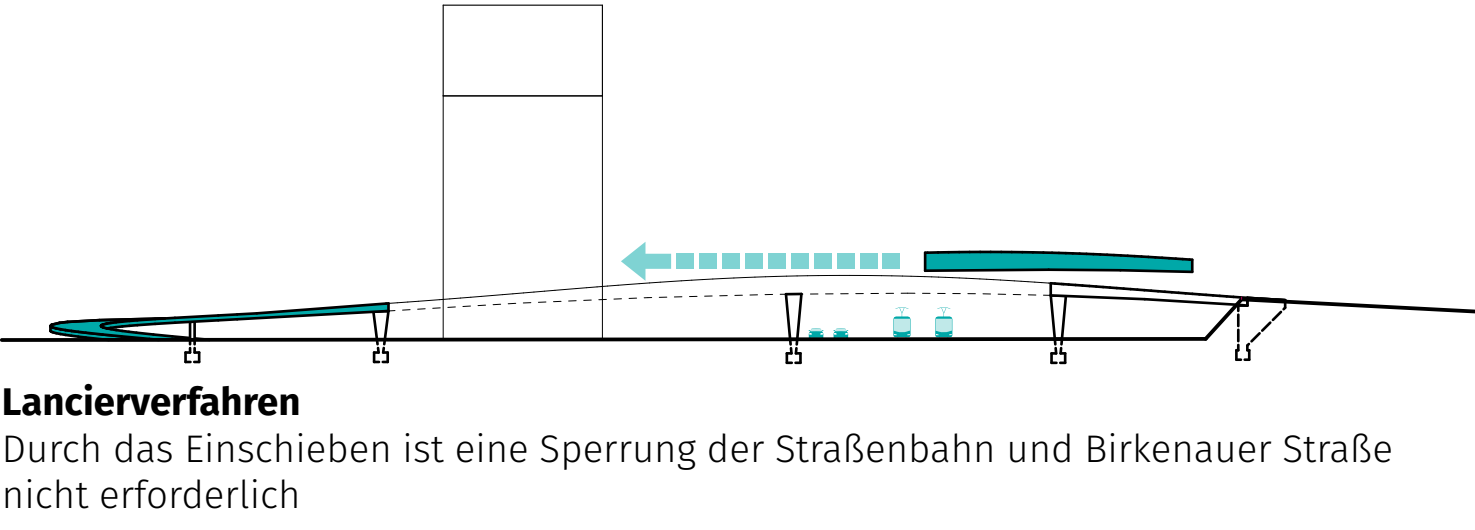 Lancierverfahren
Durch das Einschieben ist eine Sperrung der Straßenbahn und Birkenauer Straße
nicht erforderlich